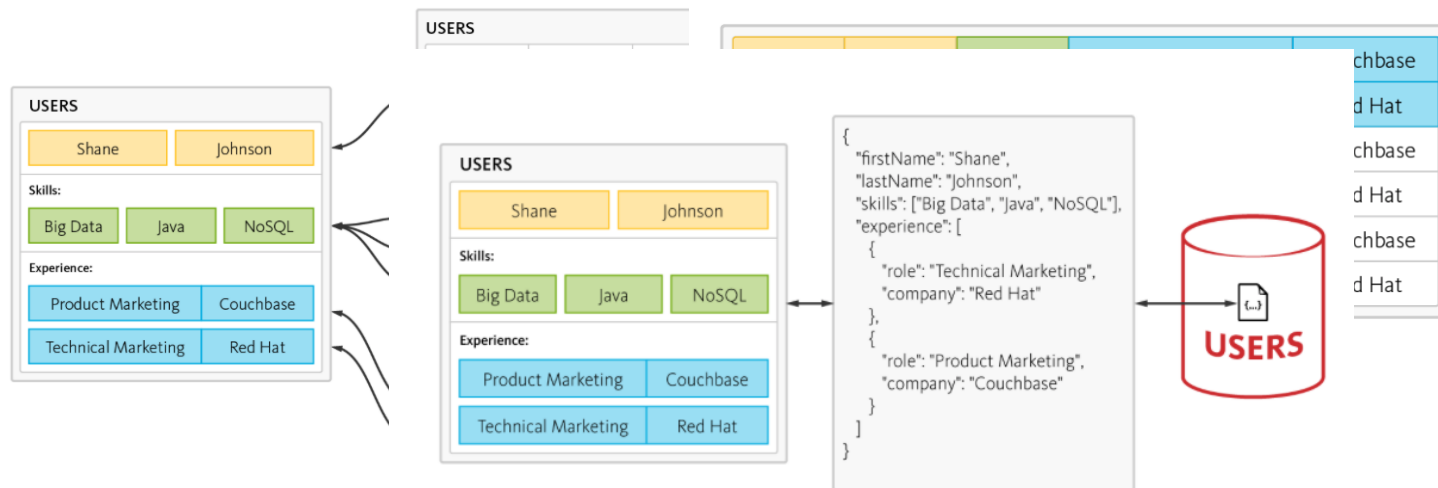 USERS
chbase
d Hat
chbase
d Hat
chbase
d Hat
USERS
Shane Johnson
Skills:
Big Data Java NoSQL
Experience:
Product Marketing Couchbase
Technical Marketing Red Hat
USERS
Shane Johnson
Skills:
Big Data Java NoSQL
Experience:
Product Marketing Couchbase
Technical Marketing Red Hat
{
"firstName": "Shane",
"lastName": "Johnson",
"skills": ["Big Data", "Java", "NoSQL"],
"experience": [
{
"role": "Technical Marketing",
"company": "Red Hat"
},
{
"role": "Product Marketing",
"company": "Couchbase"
}
]
}
{...}
USERS